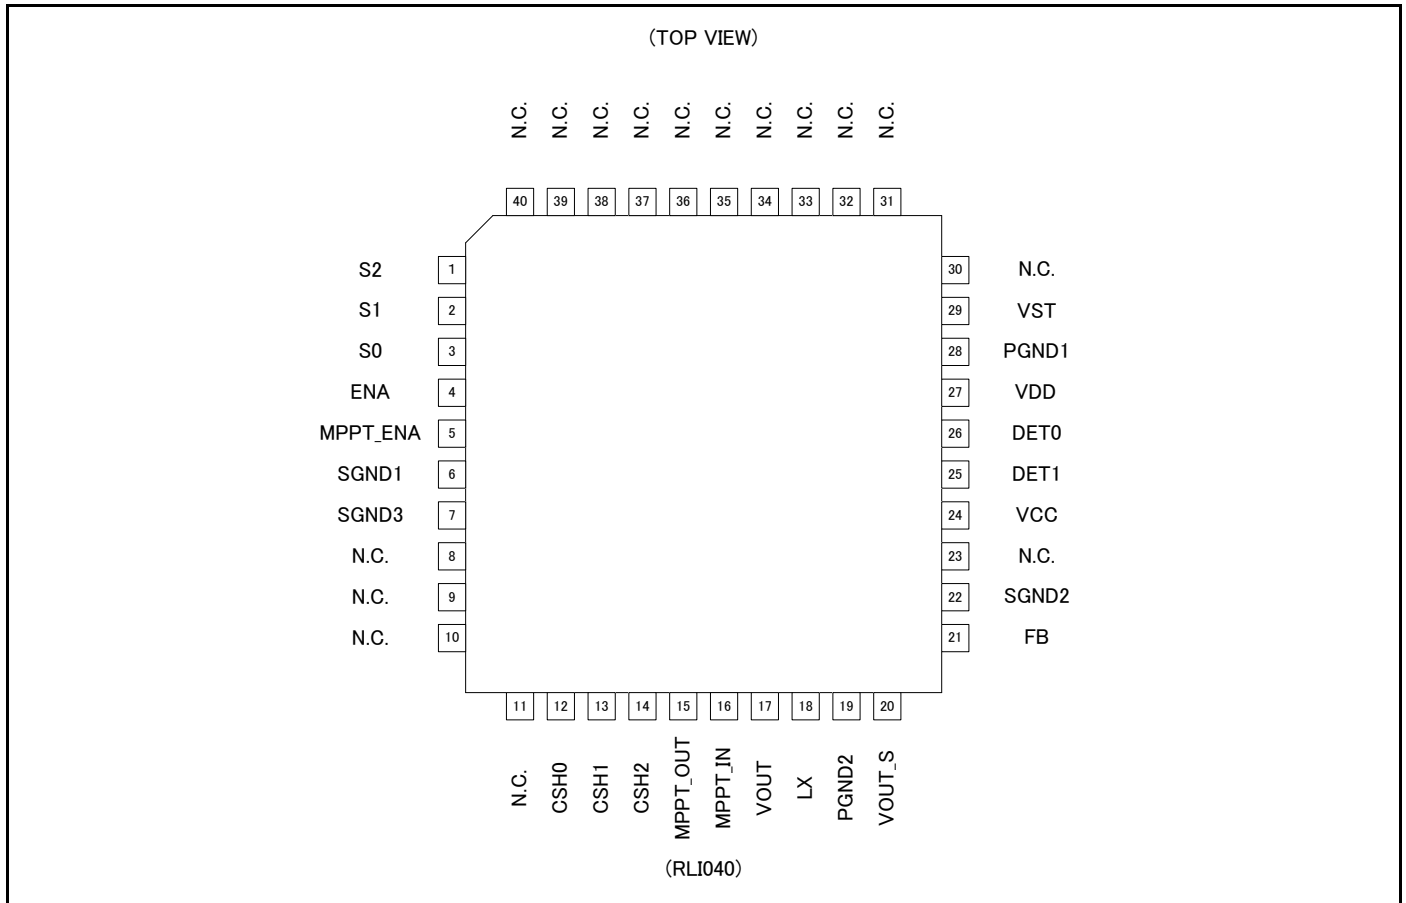 (TOP VIEW)
N.C. N.C. N.C. N.C. N.C. N.C. N.C. N.C. N.C. N.C.
40 39 38 37 36 35 34 33 32 31
S2 1 30 N.C.
S1 2 29 VST
S0 3 28 PGND1
ENA 4 27 VDD
MPPT_ENA 5 26 DET0
SGND1 6 25 DET1
SGND3 7 24 VCC
N.C. 8 23 N.C.
N.C. 9 22 SGND2
N.C. 10 21 FB
11 12 13 14 15 16 17 18 19 20
N.C. CSH0 CSH1 CSH2 MPPT_OUT MPPT_IN VOUT LX PGND2 VOUT_S
(RLI040)